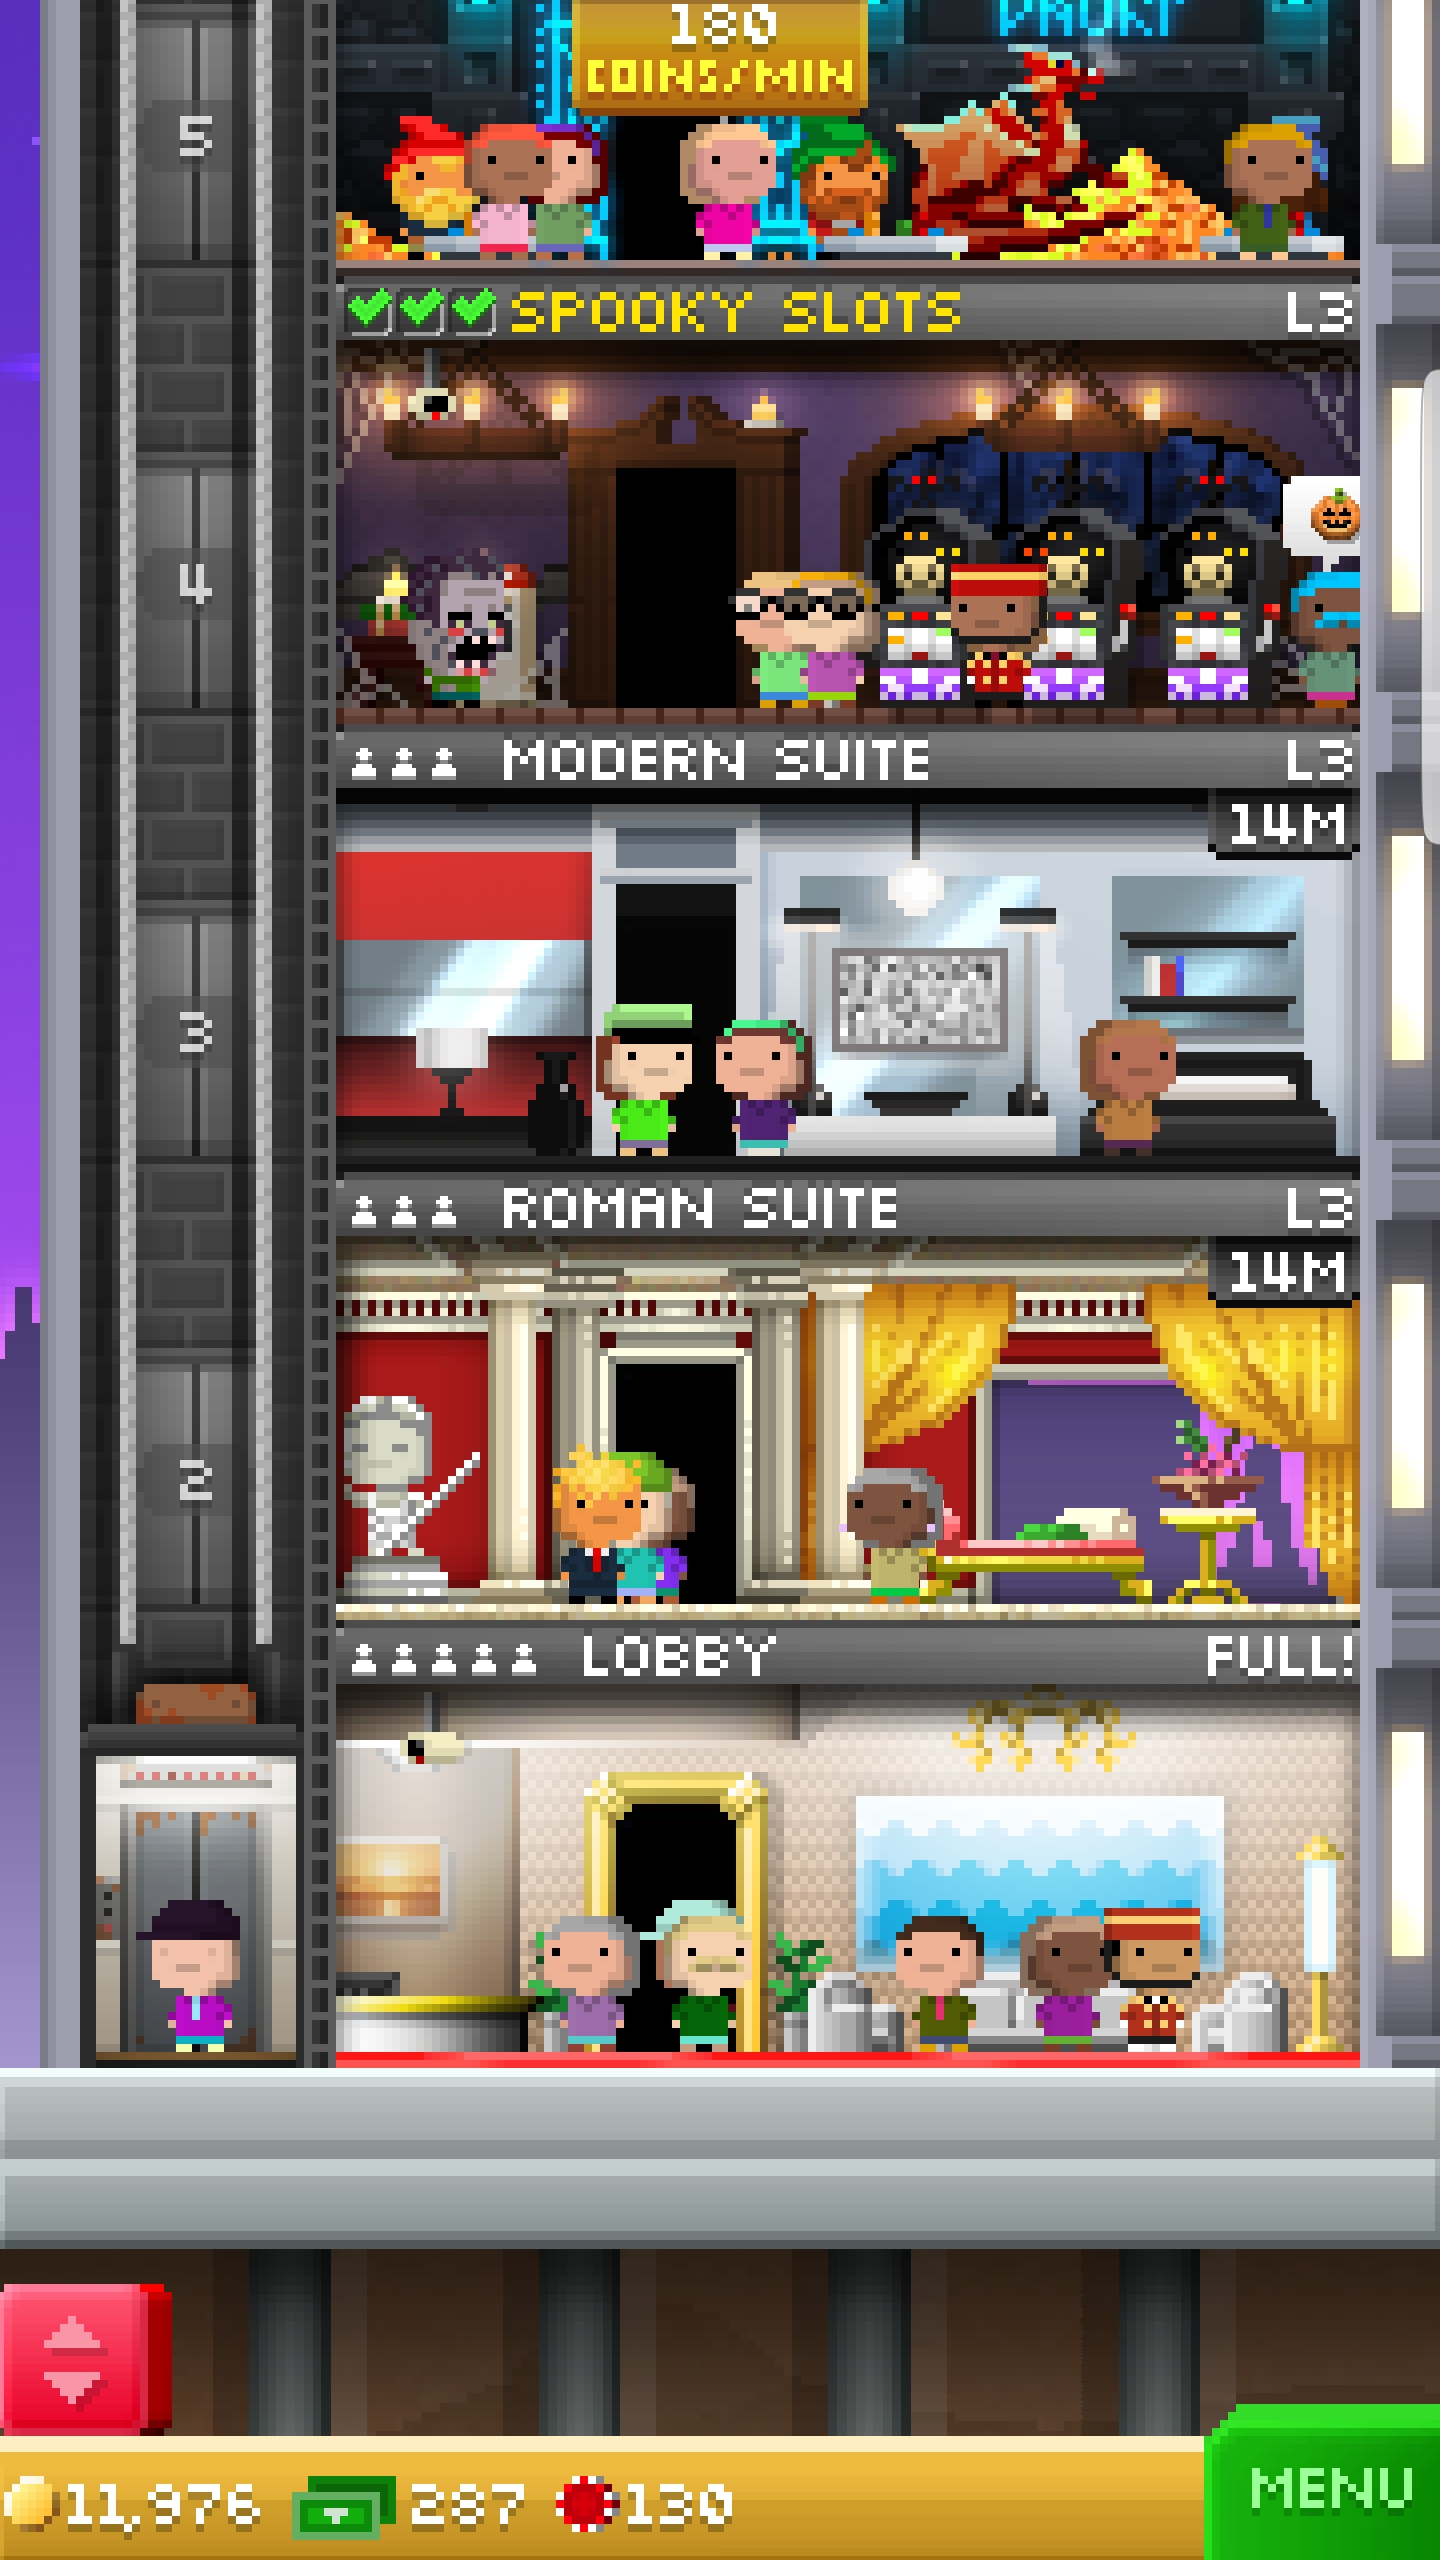 180
COINS/MIN
5
SPOOKY SLOTS L3
4
MODERN SUITE L3
14M
3
ROMAN SUITE L3
14M
2
LOBBY FULL!
11,976 287 130
MENU